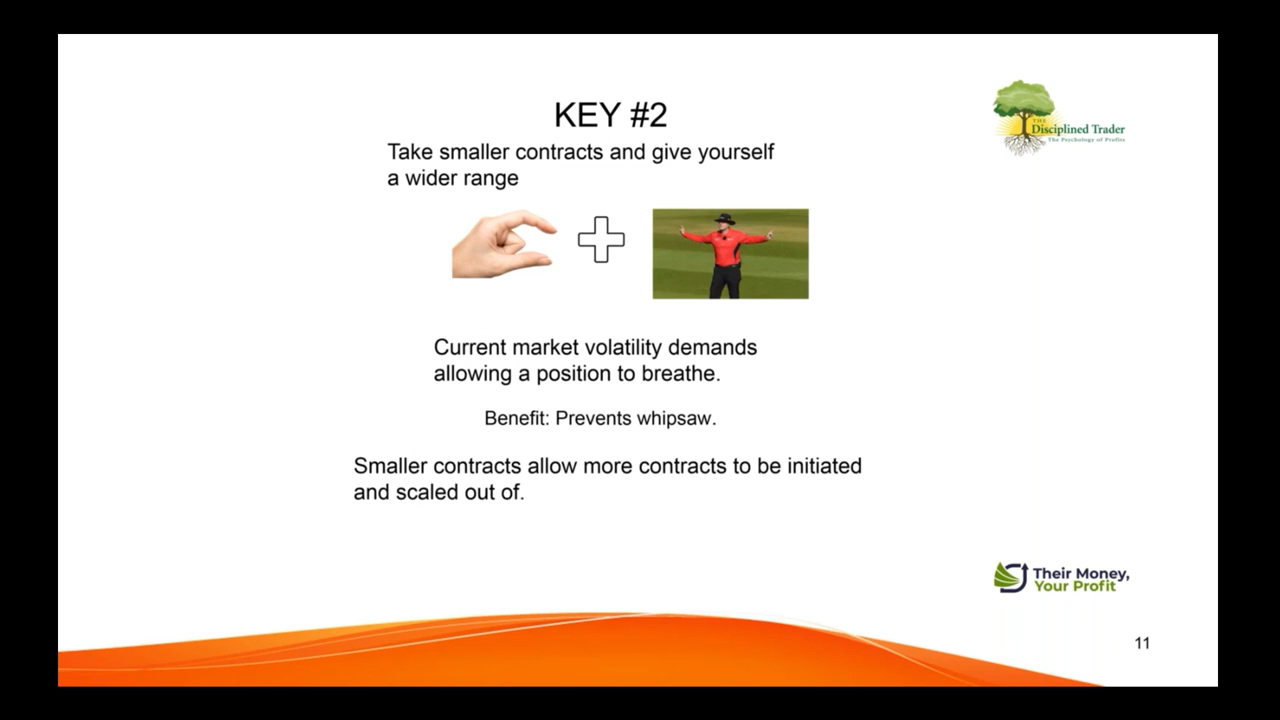 KEY #2
Take smaller contracts and give yourself
a wider range
THE
Disciplined Trader
The Psychology of Profits
Current market volatility demands
allowing a position to breathe.
Benefit: Prevents whipsaw.
Smaller contracts allow more contracts to be initiated
and scaled out of.
Their Money,
Your Profit
11